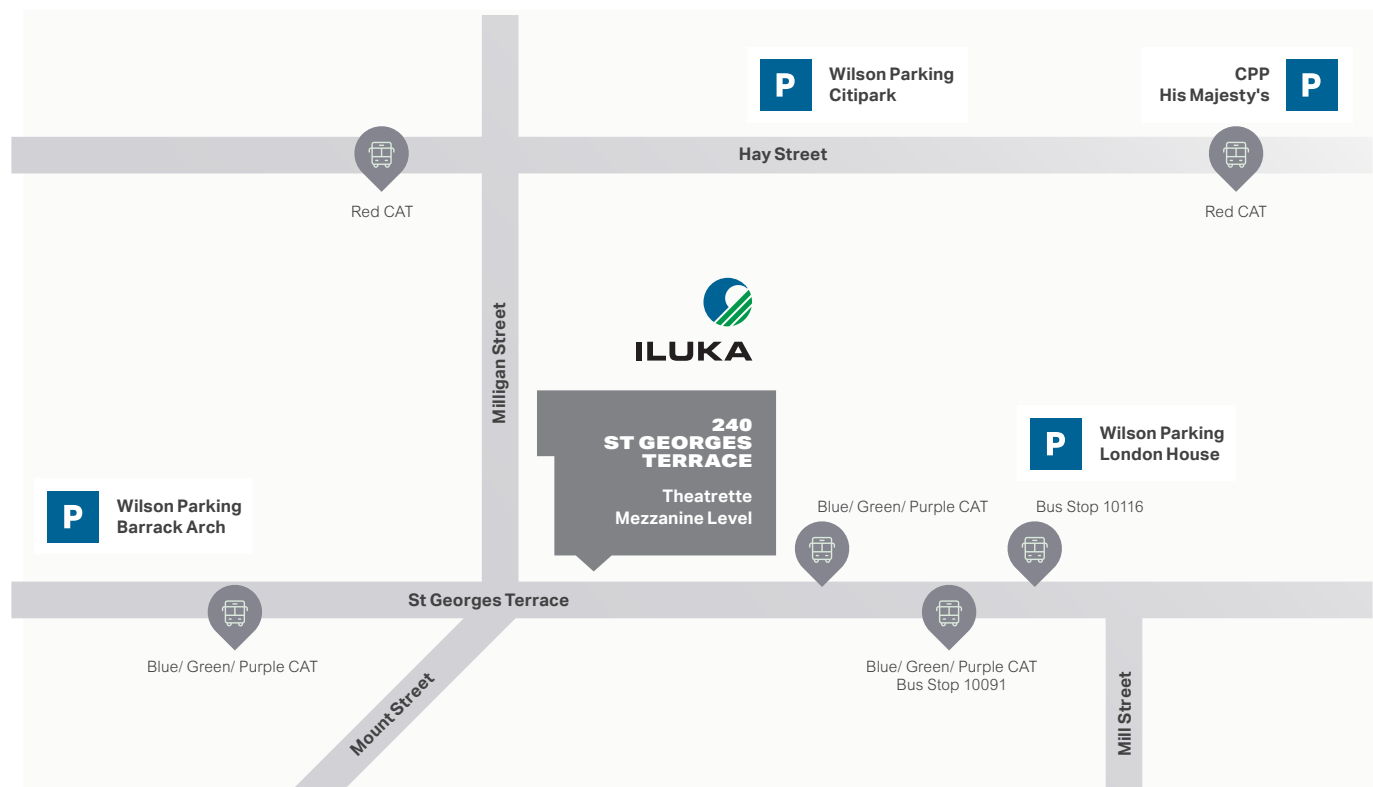 P
Wilson Parking
Citipark
CPP
His Majesty's
P
Hay Street
Red CAT
Red CAT
Milligan Street
ILUKA
240
ST GEORGES
TERRACE
Theatrette
Mezzanine Level
P
Wilson Parking
London House
P
Wilson Parking
Barrack Arch
Blue/ Green/ Purple CAT
Bus Stop 10116
St Georges Terrace
Blue/ Green/ Purple CAT
Blue/ Green/ Purple CAT
Bus Stop 10091
Mount Street
Mill Street